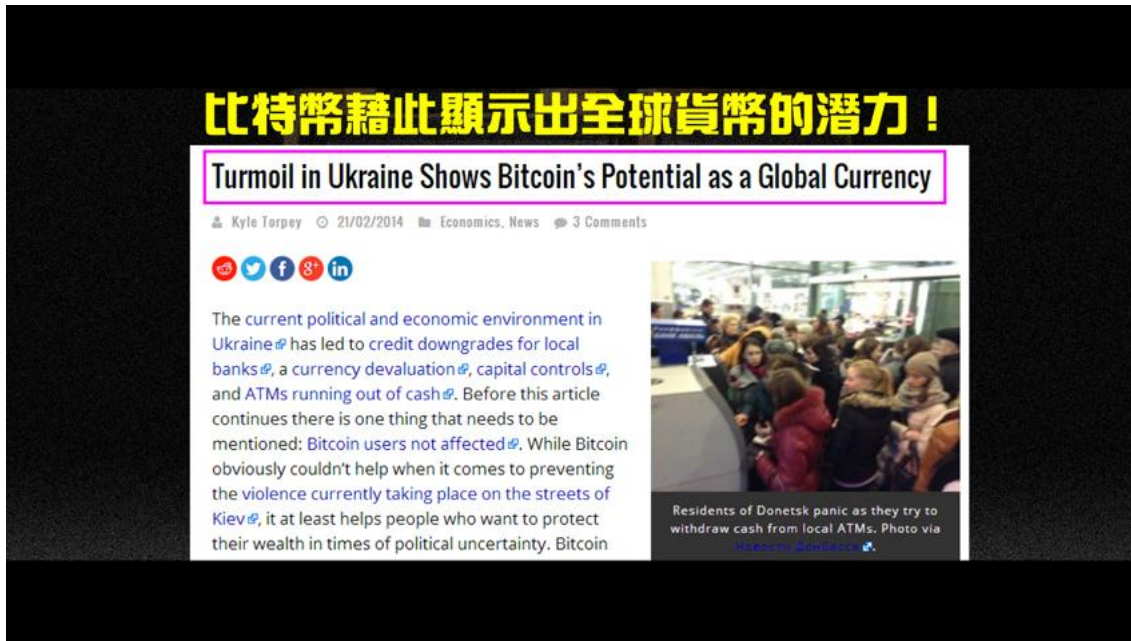 比特幣藉此顯示出全球貨幣的潛力！
Turmoil in Ukraine Shows Bitcoin's Potential as a Global Currency
Kyle Torpey 21/02/2014 Economics, News 3 Comments
The current political and economic environment in
Ukraine has led to credit downgrades for local
banks, a currency devaluation, capital controls,
and ATMs running out of cash. Before this article
continues there is one thing that needs to be
mentioned: Bitcoin users not affected. While Bitcoin
obviously couldn't help when it comes to preventing
the violence currently taking place on the streets of
Kiev, it at least helps people who want to protect
their wealth in times of political uncertainty. Bitcoin
Residents of Donetsk panic as they try to
withdraw cash from local ATMs. Photo via
Новости Донбасса.